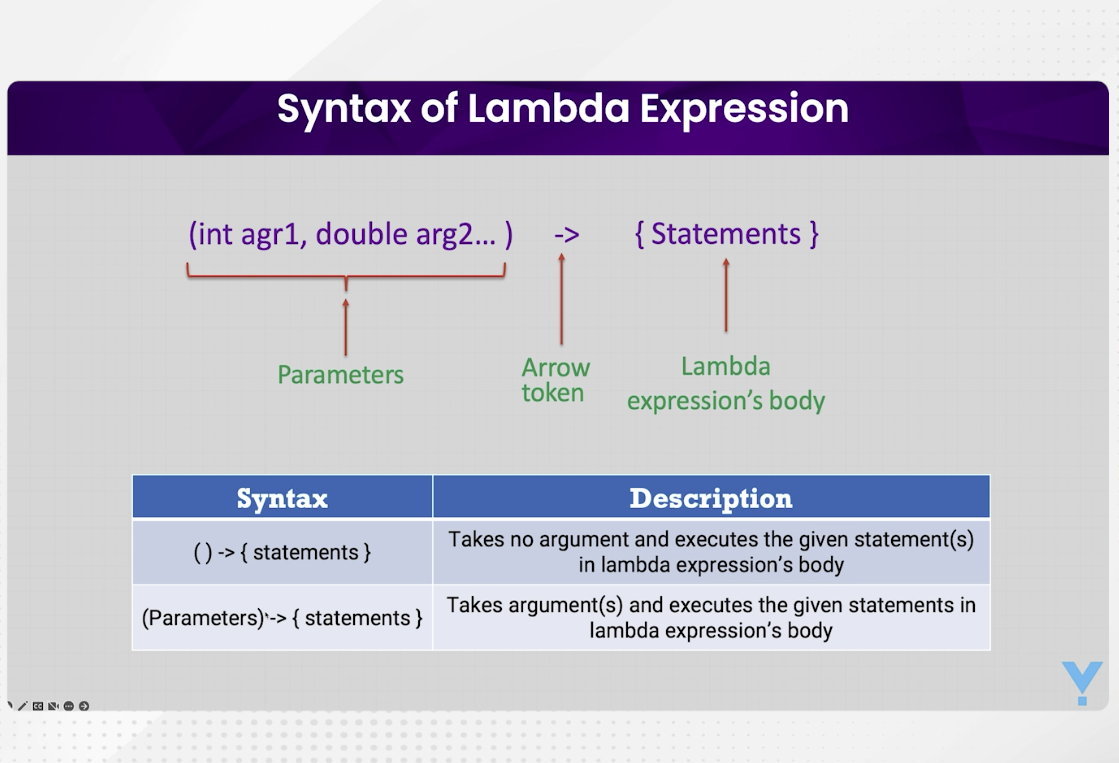 Syntax of Lambda Expression
(int agr1, double arg2... ) -> { Statements }
Parameters
Arrow
token
Lambda
expression’s body
Syntax Description
( ) -> { statements }
Takes no argument and executes the given statement(s)
in lambda expression’s body
(Parameters) -> { statements }
Takes argument(s) and executes the given statements in
lambda expression’s body